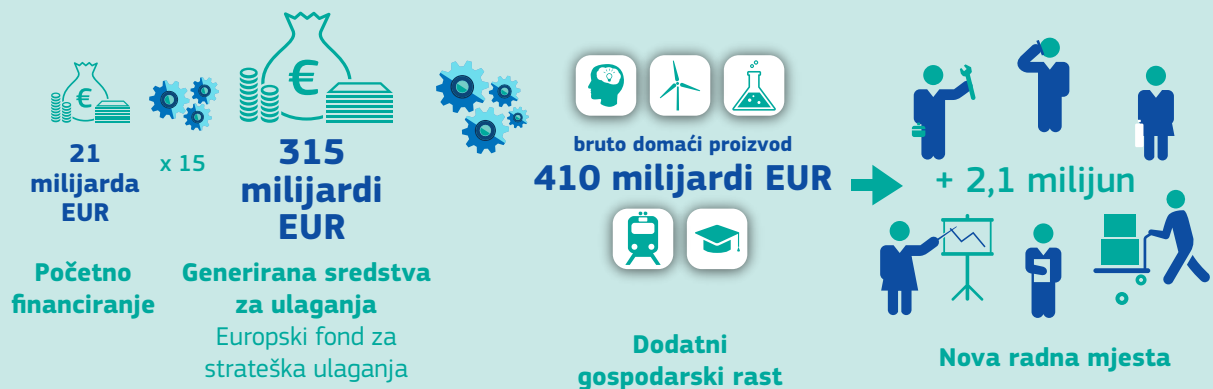 21
milijarda
EUR
x 15
315
milijardi
EUR
bruto domaći proizvod
410 milijardi EUR
+ 2,1 milijun
Početno
financiranje
Generirana sredstva
za ulaganja
Europski fond za
strateška ulaganja
Dodatni
gospodarski rast
Nova radna mjesta